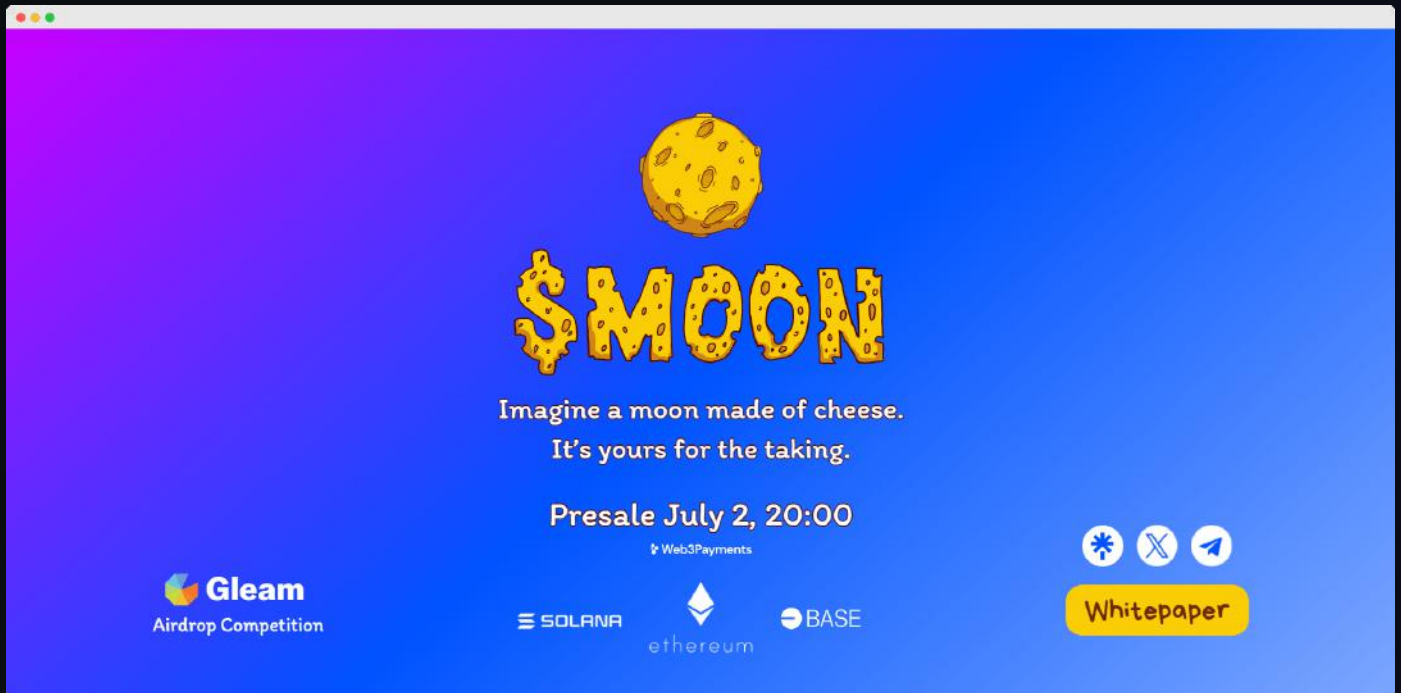 $MOON
Imagine a moon made of cheese.
It's yours for the taking.
Presale July 2, 20:00
Web3Payments
Gleam
Airdrop Competition
SOLANA
ethereum
BASE
Whitepaper